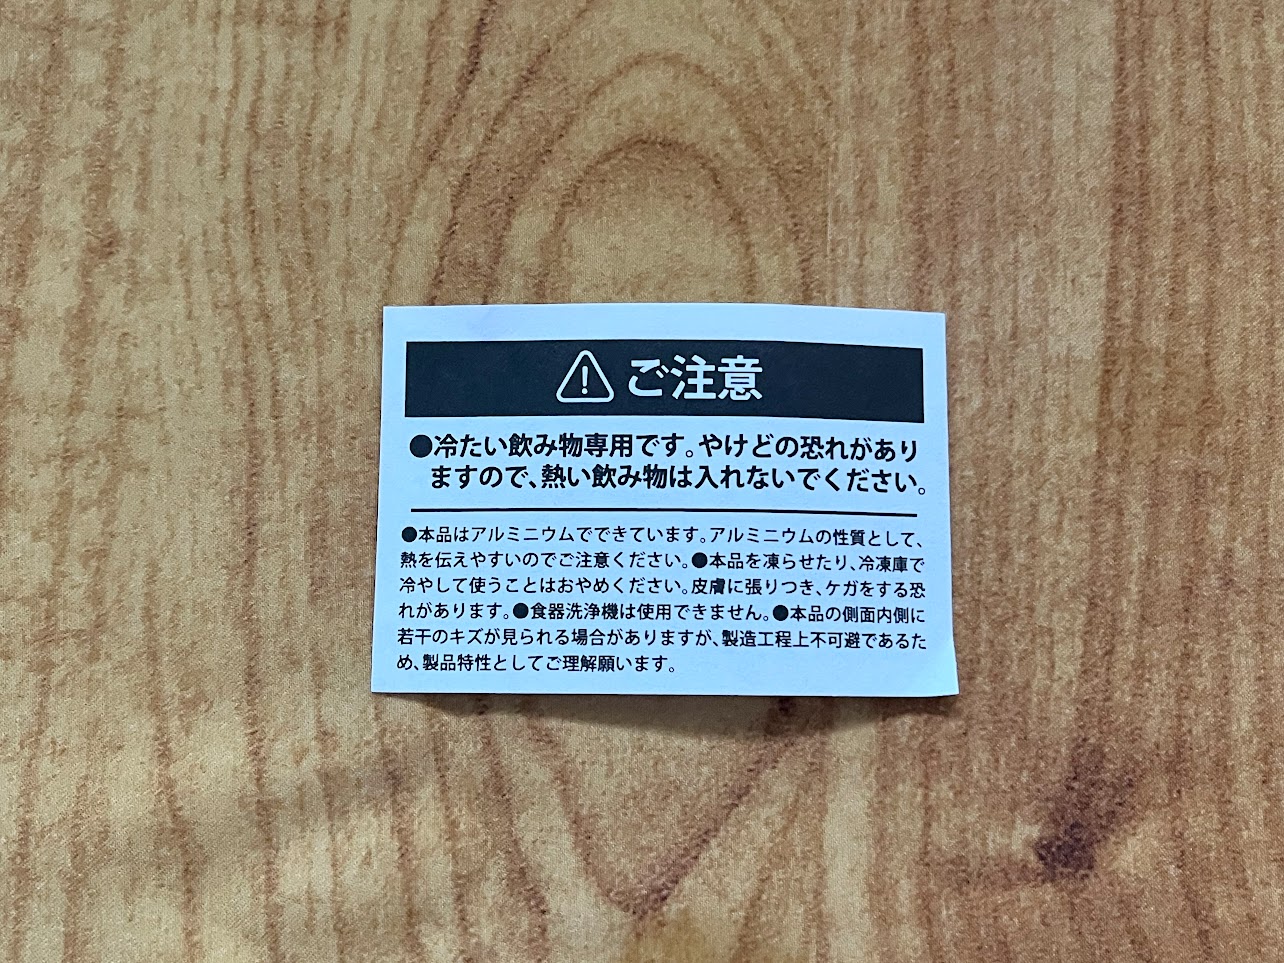 ご注意
●冷たい飲み物専用です。やけどの恐れがあり
ますので、熱い飲み物は入れないでください。
●本品はアルミニウムでできています。アルミニウムの性質として、
熱を伝えやすいのでご注意ください。●本品を凍らせたり、冷凍庫で
冷やして使うことはおやめください。皮膚に張りつき、ケガをする恐
れがあります。●食器洗浄機は使用できません。●本品の側面内側に
若干のキズが見られる場合がありますが、製造工程上不可避であるた
め、製品特性としてご理解願います。